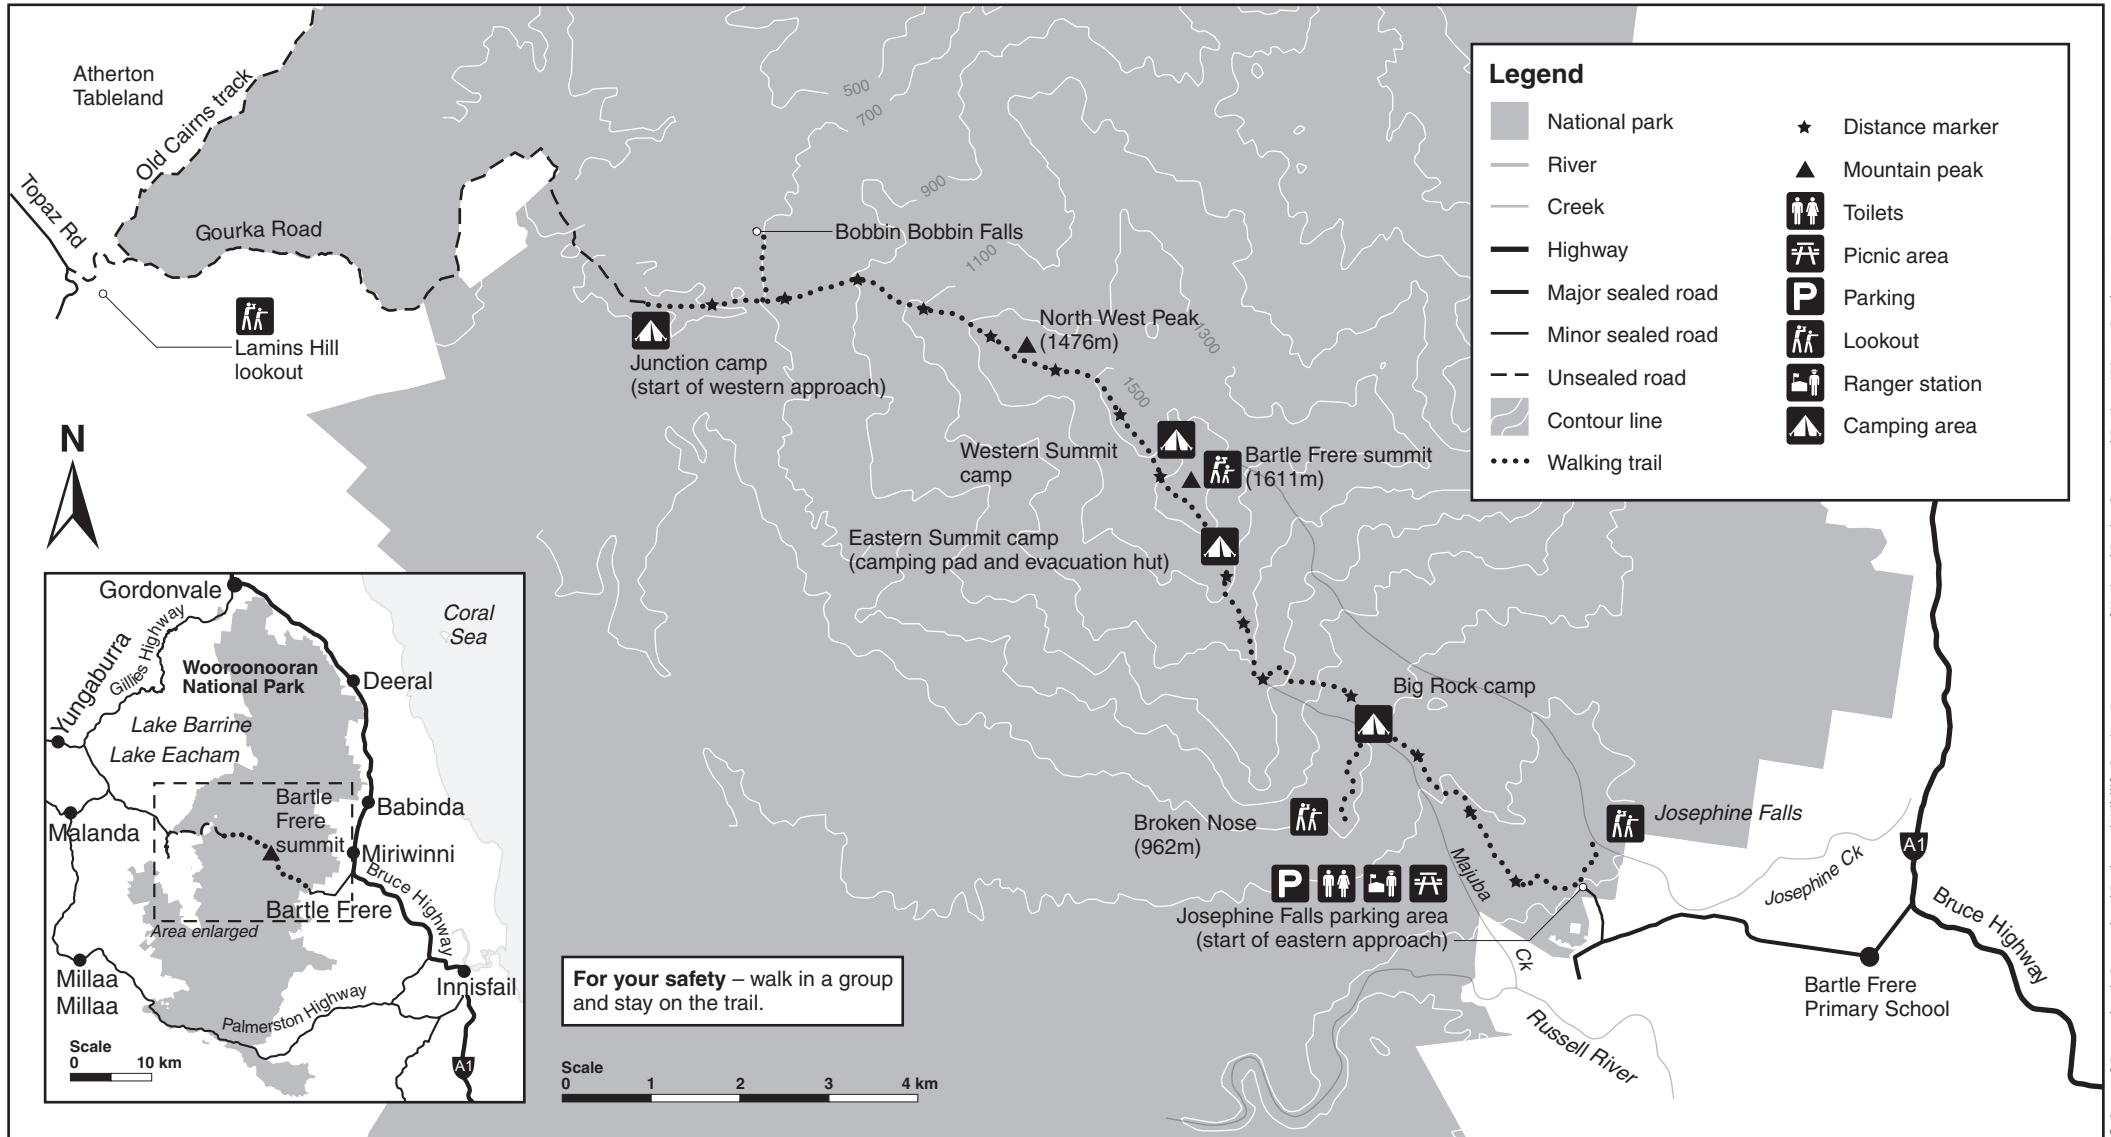 Atherton
Tableland
Old Cairns track
Topaz Rd
Gourka Road
Lamins Hill
lookout
N
500
700
900
1100
1300
1500
Bobbin Bobbin Falls
Junction camp
(start of western approach)
North West Peak
(1476m)
Western Summit
camp
Bartle Frere summit
(1611m)
Eastern Summit camp
(camping pad and evacuation hut)
Big Rock camp
Broken Nose
(962m)
Josephine Falls
P
Josephine Falls parking area
(start of eastern approach)
Majuba
Ck
Josephine Ck
Russell River
A1
Bruce Highway
Bartle Frere
Primary School
Legend
National park
River
Creek
Highway
Major sealed road
Minor sealed road
Unsealed road
Contour line
Walking trail
Distance marker
Mountain peak
Toilets
Picnic area
P
Parking
Lookout
Ranger station
Camping area
Gordonvale
Gillies Highway
Yungaburra
Coral
Sea
Wooroonooran
National Park
Deeral
Lake Barrine
Lake Eacham
Bartle
Frere
summit
Babinda
Malanda
Miriwinni
Bruce Highway
Bartle Frere
Area enlarged
Millaa
Millaa
Innisfail
Palmerston Highway
A1
Scale
0 10 km
For your safety – walk in a group
and stay on the trail.
Scale
0 1 2 3 4 km